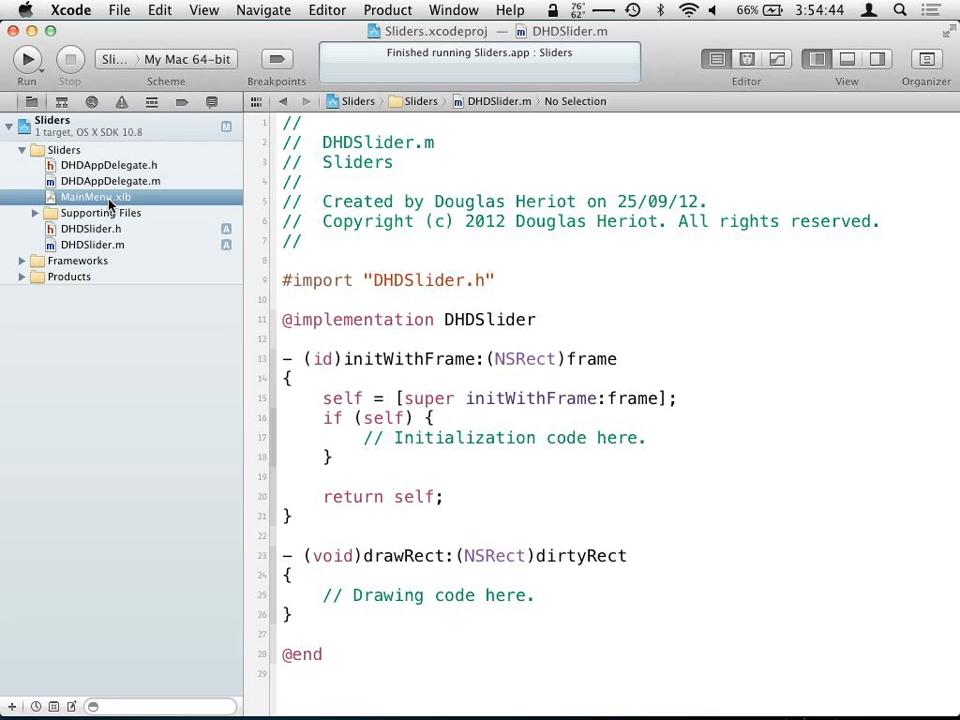 Xcode File Edit View Navigate Editor Product Window Help 76° 62° 66% 3:54:44
Sliders.xcodeproj — DHDSlider.m
Sli... My Mac 64-bit
Finished running Sliders.app : Sliders
Run Stop Scheme Breakpoints Editor View Organizer
Sliders
1 target, OS X SDK 10.8
M
Sliders
DHDAppDelegate.h
DHDAppDelegate.m
MainMenu.xib
Supporting Files
DHDSlider.h A
DHDSlider.m A
Frameworks
Products
Sliders Sliders DHDSlider.m No Selection
1 //
2 // DHDSlider.m
3 // Sliders
4 //
5 // Created by Douglas Heriot on 25/09/12.
6 // Copyright (c) 2012 Douglas Heriot. All rights reserved.
7 //
8
9 #import "DHDSlider.h"
10
11 @implementation DHDSlider
12
13 - (id)initWithFrame:(NSRect)frame
14 {
15 self = [super initWithFrame:frame];
16 if (self) {
17 // Initialization code here.
18 }
19
20 return self;
21 }
22
23 - (void)drawRect:(NSRect)dirtyRect
24 {
25 // Drawing code here.
26 }
27
28 @end
29